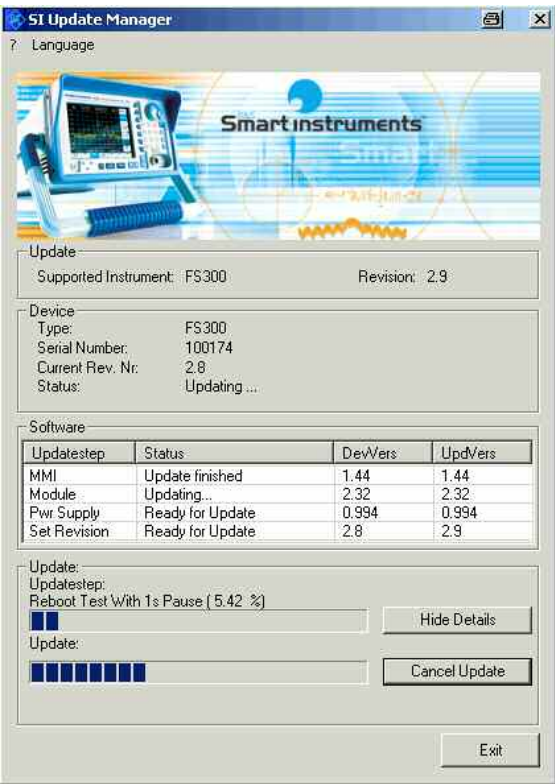 SI Update Manager
? Language
Smart instruments
Smart
Update
Supported Instrument: FS300 Revision: 2.9
Device
Type: FS300
Serial Number: 100174
Current Rev. Nr: 2.8
Status: Updating ...
Software
Updatestep Status DevVers UpdVers
MMI Update finished 1.44 1.44
Module Updating... 2.32 2.32
Pwr Supply Ready for Update 0.994 0.994
Set Revision Ready for Update 2.8 2.9
Update:
Updatestep:
Reboot Test With 1s Pause ( 5.42 %)
Hide Details
Update:
Cancel Update
Exit